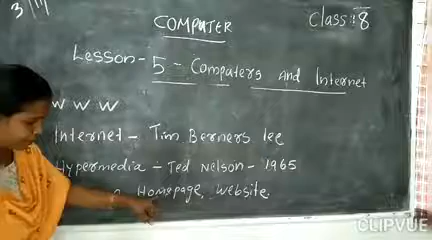 3/11
COMPUTER
Class: 8
Lesson - 5 - Computers And Internet
W W W
Internet - Tim Berners lee
Hypermedia - Ted Nelson - 1965
Homepage, Website.
CLIPVUE